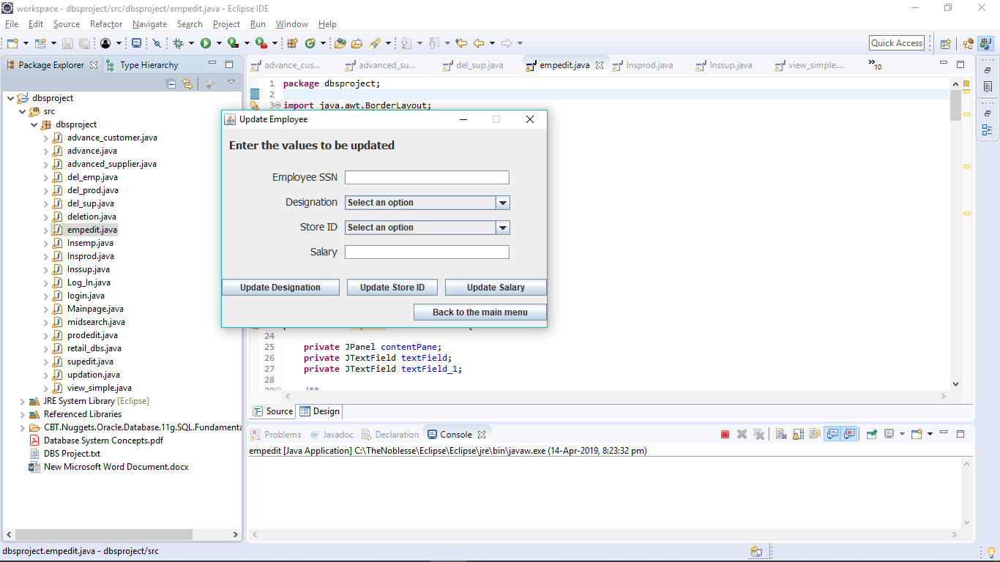 workspace - dbsproject/src/dbsproject/empedit.java - Eclipse IDE
File Edit Source Refactor Navigate Search Project Run Window Help
Quick Access
Package Explorer Type Hierarchy
advance_cus... advanced_su... del_sup.java empedit.java Insprod.java Inssup.java view_simple.... »10
dbsproject
src
dbsproject
advance_customer.java
advance.java
advanced_supplier.java
del_emp.java
del_prod.java
del_sup.java
deletion.java
empedit.java
Insemp.java
Insprod.java
Inssup.java
Log_In.java
login.java
Mainpage.java
midsearch.java
prodedit.java
retail_dbs.java
supedit.java
updation.java
view_simple.java
JRE System Library [Eclipse]
Referenced Libraries
CBT.Nuggets.Oracle.Database.11g.SQL.Fundamenta
Database System Concepts.pdf
DBS Project.txt
New Microsoft Word Document.docx
1 package dbsproject;
2
3 import java.awt.BorderLayout;
Update Employee
Enter the values to be updated
Employee SSN
Designation Select an option
Store ID Select an option
Salary
Update Designation Update Store ID Update Salary
Back to the main menu
24
25 private JPanel contentPane;
26 private JTextField textField;
27 private JTextField textField_1;
28
/**
Source Design
Problems @ Javadoc Declaration Console
empedit [Java Application] C:\TheNoblesse\Eclipse\Eclipse\jre\bin\javaw.exe (14-Apr-2019, 8:23:32 pm)
dbsproject.empedit.java - dbsproject/src